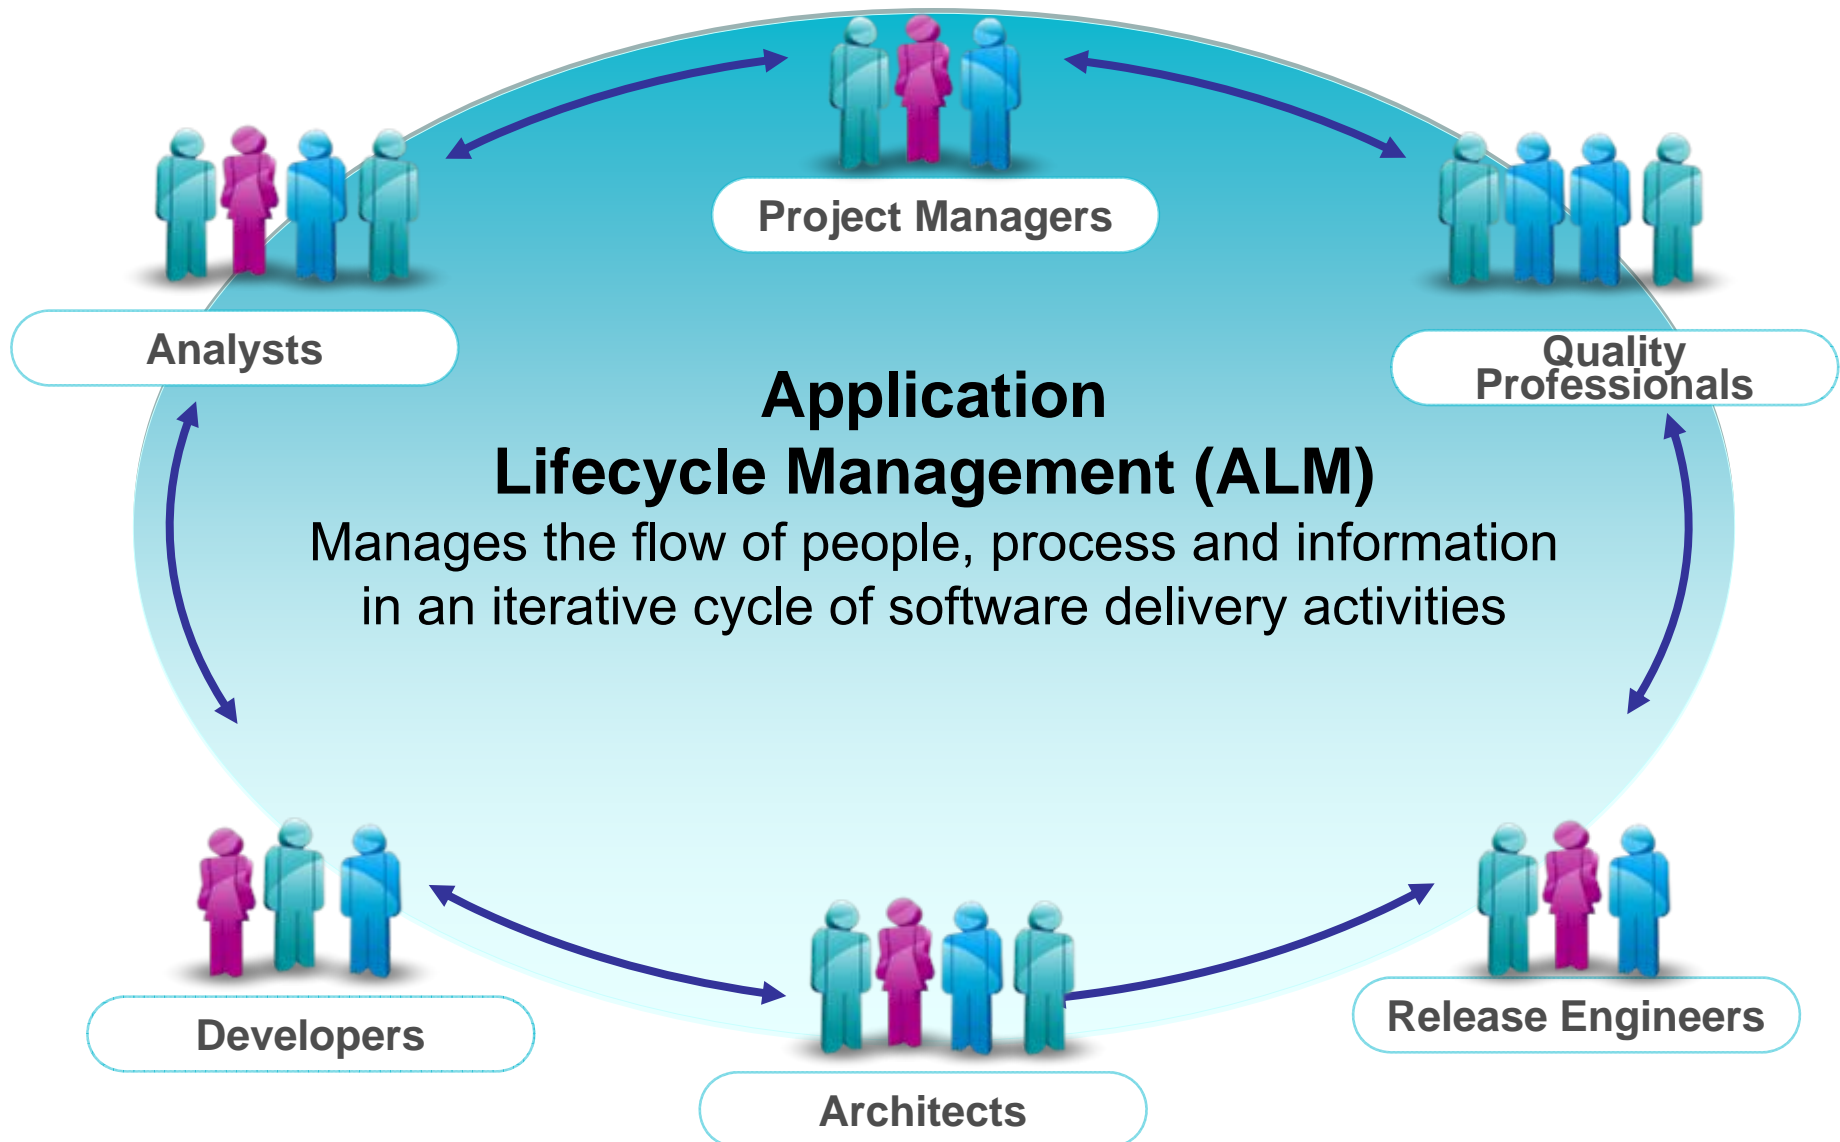 Project Managers
Analysts
Quality
Professionals
Application
Lifecycle Management (ALM)
Manages the flow of people, process and information
in an iterative cycle of software delivery activities
Developers
Release Engineers
Architects